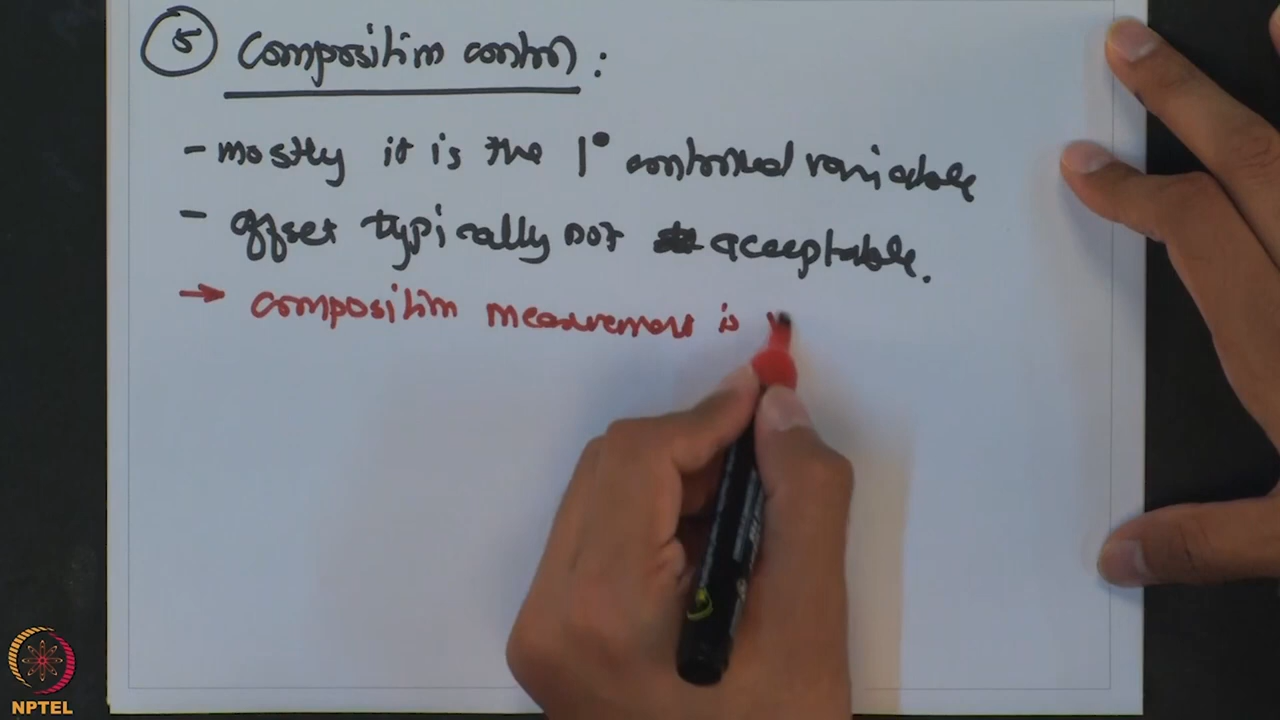 5 Composition control :
- mostly it is the 1° controlled variable
- offset typically not acceptable.
→ composition measurement is
NPTEL